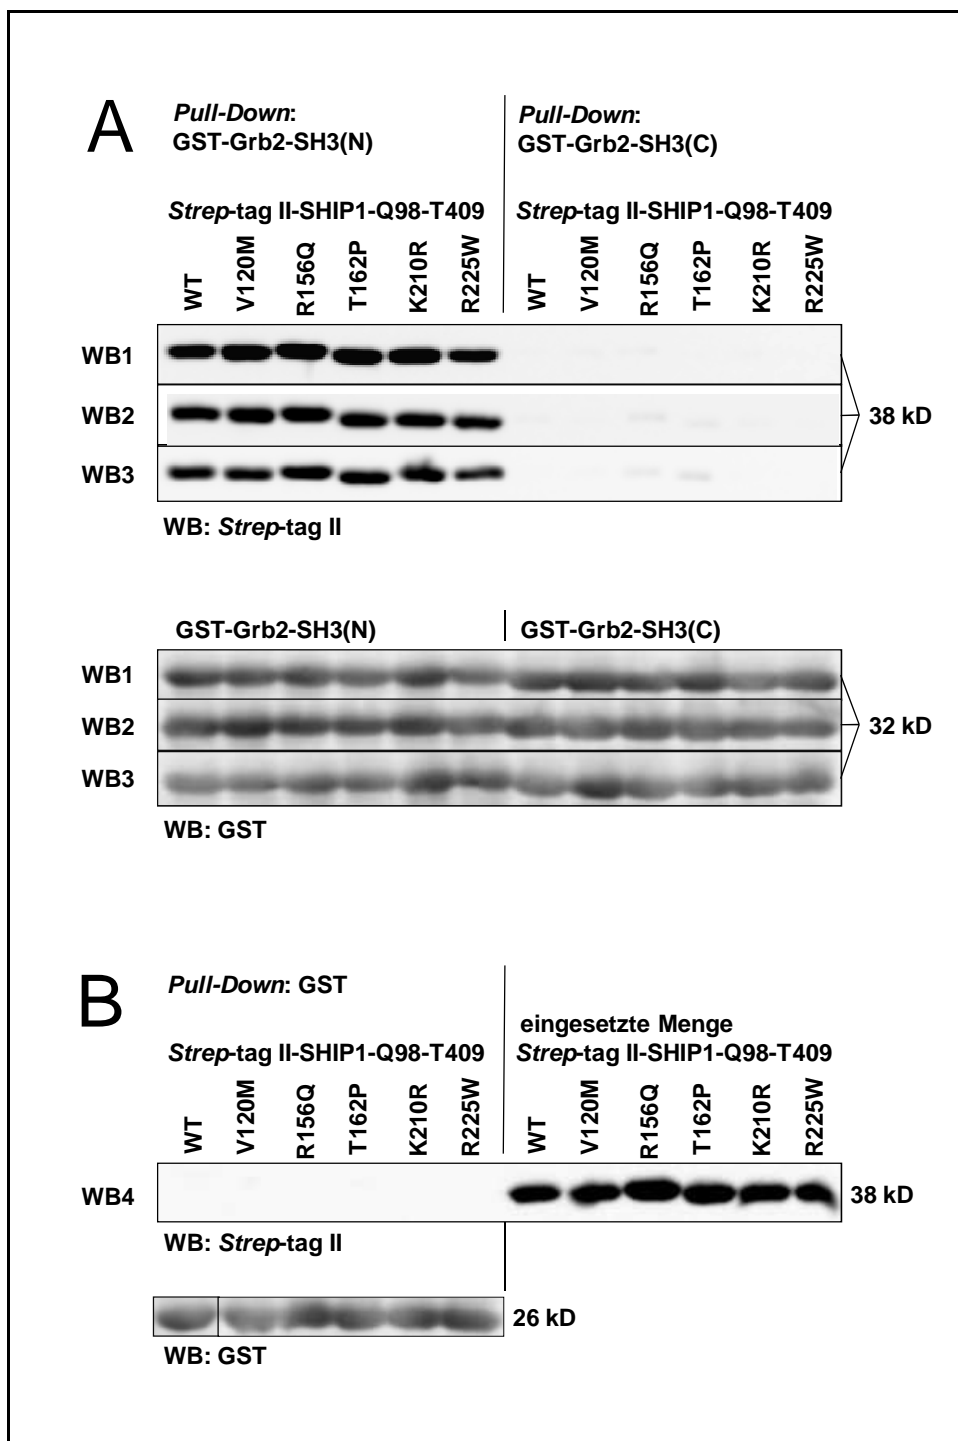 A
Pull-Down:
GST-Grb2-SH3(N)
Pull-Down:
GST-Grb2-SH3(C)
Strep-tag II-SHIP1-Q98-T409
Strep-tag II-SHIP1-Q98-T409
WT V120M R156Q T162P K210R R225W
WT V120M R156Q T162P K210R R225W
WB1
WB2
38 kD
WB3
WB: Strep-tag II
GST-Grb2-SH3(N)
GST-Grb2-SH3(C)
WB1
WB2
32 kD
WB3
WB: GST
B
Pull-Down: GST
eingesetzte Menge
Strep-tag II-SHIP1-Q98-T409
Strep-tag II-SHIP1-Q98-T409
WT V120M R156Q T162P K210R R225W
WT V120M R156Q T162P K210R R225W
WB4
38 kD
WB: Strep-tag II
26 kD
WB: GST